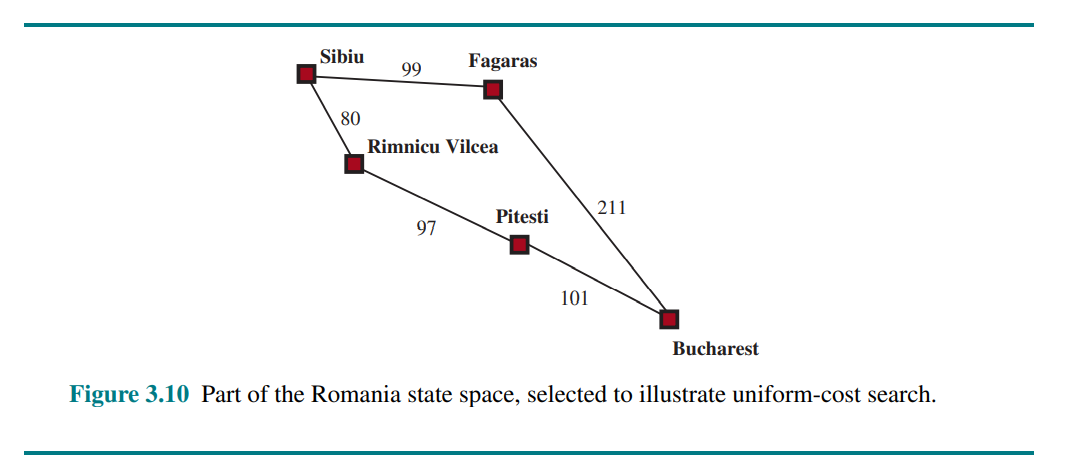 Sibiu
99
Fagaras
80
Rimnicu Vilcea
97
Pitesti
211
101
Bucharest
Figure 3.10 Part of the Romania state space, selected to illustrate uniform-cost search.